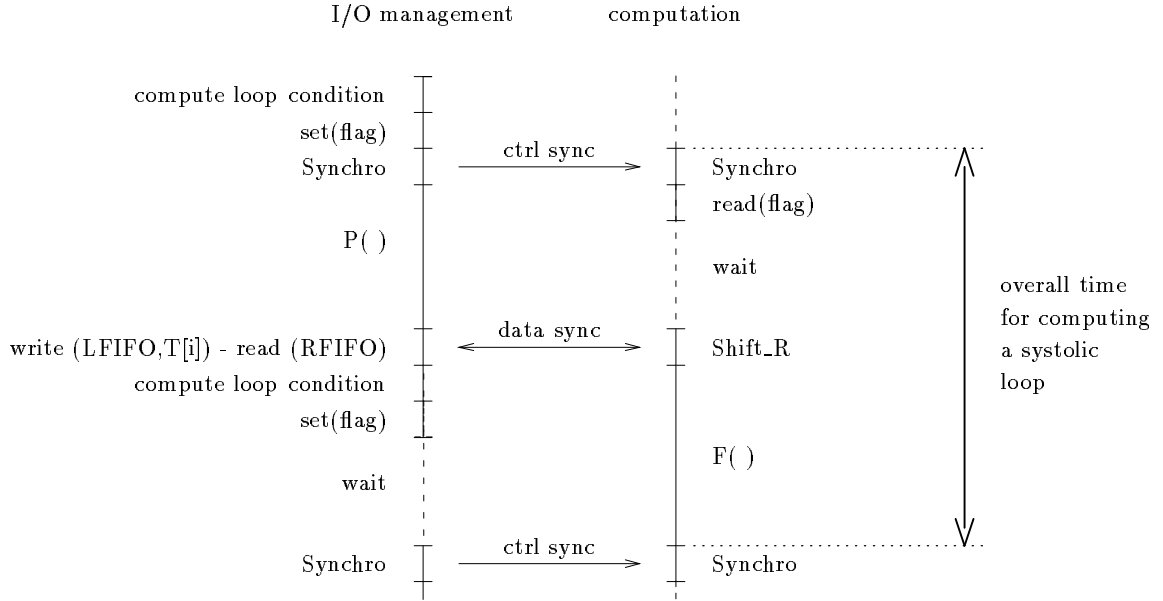 I/O management
computation
compute loop condition
set(flag)
Synchro
ctrl sync
Synchro
read(flag)
P( )
wait
overall time
for computing
a systolic
loop
write (LFIFO,T[i]) - read (RFIFO)
data sync
Shift_R
compute loop condition
set(flag)
F( )
wait
Synchro
ctrl sync
Synchro